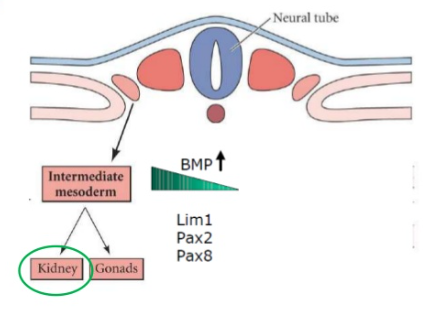 Neural tube
BMP ↑
Intermediate
mesoderm
Lim1
Pax2
Pax8
Kidney
Gonads